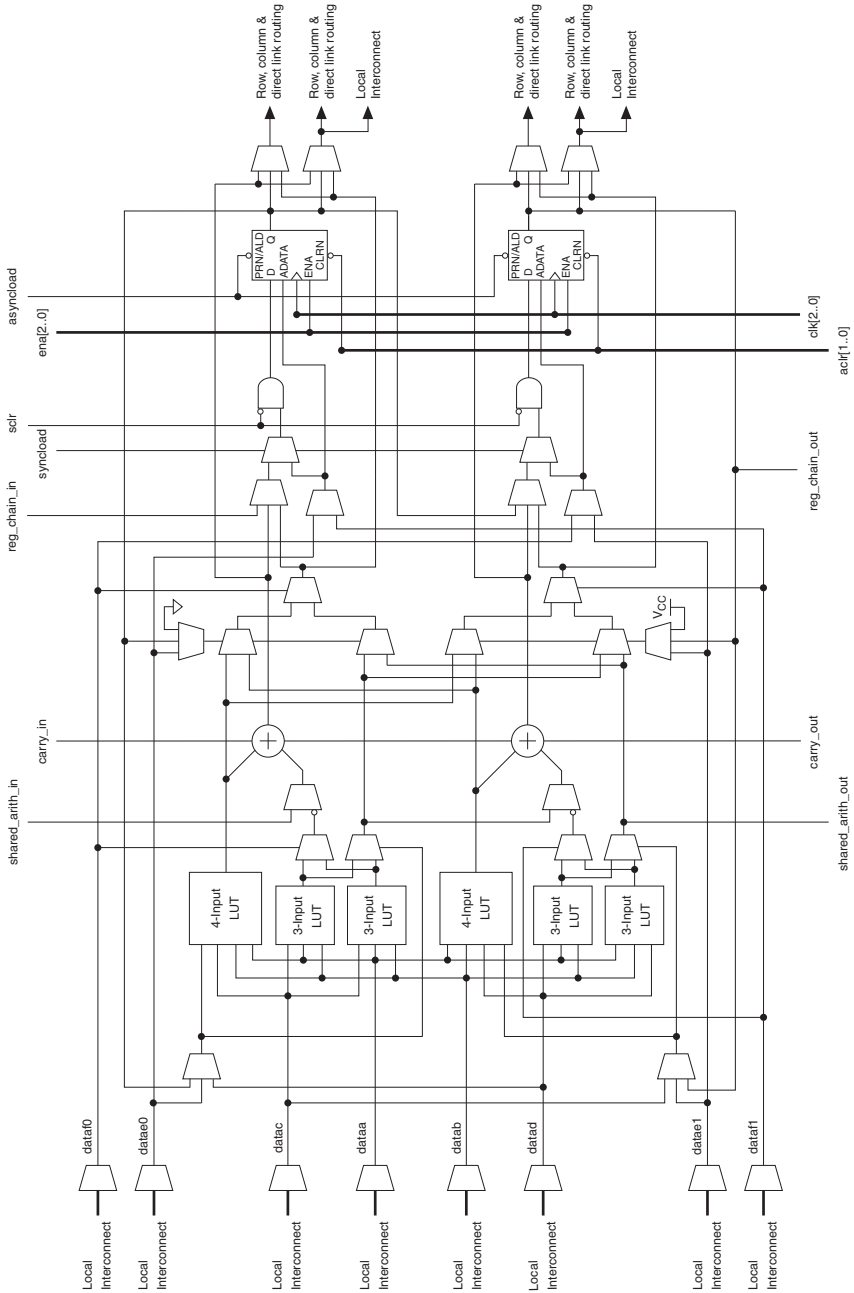 shared_arith_in
carry_in
reg_chain_in
syncload
sclr
ena[2..0]
asyncload
Row, column &
direct link routing
Row, column &
direct link routing
Local
Interconnect
Row, column &
direct link routing
Row, column &
direct link routing
Local
Interconnect
Local
Interconnect
dataf0
Local
Interconnect
datae0
Local
Interconnect
datac
Local
Interconnect
dataa
Local
Interconnect
datab
Local
Interconnect
datad
Local
Interconnect
datae1
Local
Interconnect
dataf1
4-Input
LUT
3-Input
LUT
3-Input
LUT
4-Input
LUT
3-Input
LUT
3-Input
LUT
+
+
VCC
PRN/ALD
D
Q
ADATA
ENA
CLRN
PRN/ALD
D
Q
ADATA
ENA
CLRN
shared_arith_out
carry_out
reg_chain_out
clk[2..0]
aclr[1..0]